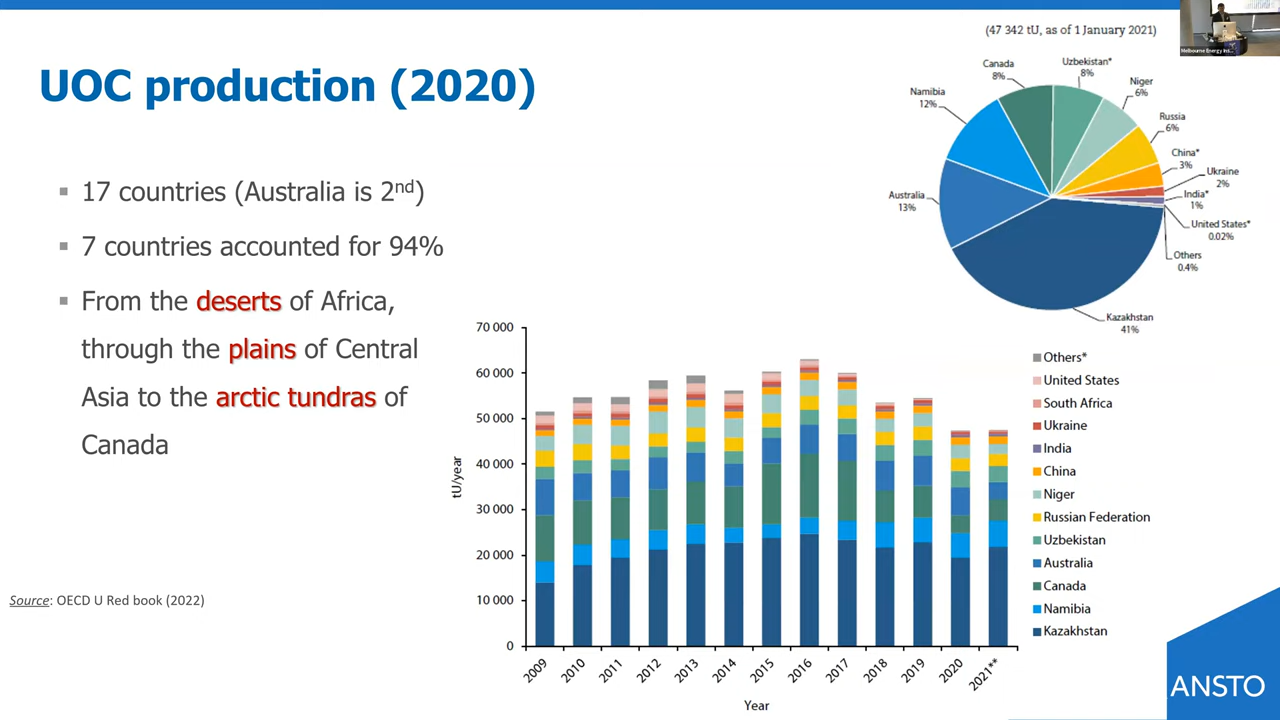 UOC production (2020)
17 countries (Australia is 2nd)
7 countries accounted for 94%
From the deserts of Africa,
through the plains of Central
Asia to the arctic tundras of
Canada
Source: OECD U Red book (2022)
(47 342 tU, as of 1 January 2021)
Canada
8%
Uzbekistan*
8%
Niger
6%
Russia
6%
China*
3%
Ukraine
2%
India*
1%
United States*
0.02%
Others
0.4%
Kazakhstan
41%
Australia
13%
Namibia
12%
70 000
60 000
50 000
40 000
30 000
20 000
10 000
0
tU/year
2009
2010
2011
2012
2013
2014
2015
2016
2017
2018
2019
2020
2021**
Year
Others*
United States
South Africa
Ukraine
India
China
Niger
Russian Federation
Uzbekistan
Australia
Canada
Namibia
Kazakhstan
ANSTO
Melbourne Energy Ins...